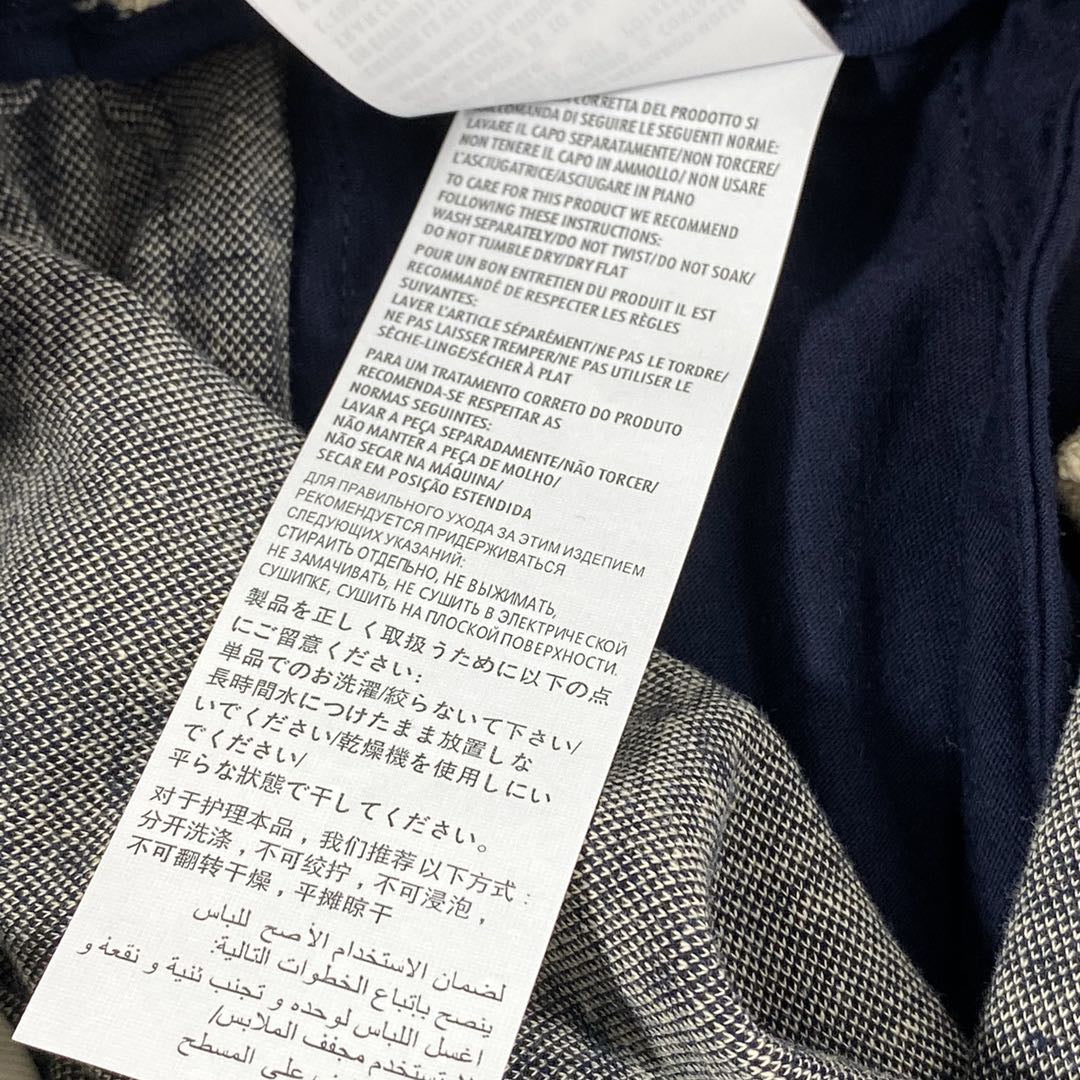 CORRETTA DEL PRODOTTO SI
RACCOMANDA DI SEGUIRE LE SEGUENTI NORME:
LAVARE IL CAPO SEPARATAMENTE/NON TORCERE/
NON TENERE IL CAPO IN AMMOLLO/ NON USARE
L'ASCIUGATRICE/ASCIUGARE IN PIANO
TO CARE FOR THIS PRODUCT WE RECOMMEND
FOLLOWING THESE INSTRUCTIONS:
WASH SEPARATELY/DO NOT TWIST/DO NOT SOAK/
DO NOT TUMBLE DRY/DRY FLAT
POUR UN BON ENTRETIEN DU PRODUIT IL EST
RECOMMANDÉ DE RESPECTER LES RÈGLES
SUIVANTES:
LAVER L'ARTICLE SÉPARÉMENT/NE PAS LE TORDRE/
NE PAS LAISSER TREMPER/NE PAS UTILISER LE
SÈCHE-LINGE/SÉCHER À PLAT
PARA UM TRATAMENTO CORRETO DO PRODUTO
RECOMENDA-SE RESPEITAR AS
NORMAS SEGUINTES:
LAVAR A PEÇA SEPARADAMENTE/NÃO TORCER/
NÃO MANTER A PEÇA DE MOLHO/
NÃO SECAR NA MÁQUINA/
SECAR EM POSIÇÃO ESTENDIDA
ДЛЯ ПРАВИЛЬНОГО УХОДА ЗА ЭТИМ ИЗДЕПИЕМ
РЕКОМЕНДУЕТСЯ ПРИДЕРЖИВАТЬСЯ
СЛЕДУЮЩИХ УКАЗАНИЙ:
СТИРАИТЬ ОТДЕПЬНО, НЕ ВЫЖИМАТЬ,
НЕ ЗАМАЧИВАТЬ, НЕ СУШИТЬ В ЭЛЕКТРИЧЕСКОЙ
СУШИПКЕ, СУШИТЬ НА ППОСКОЙ ПОВЕРХНОСТИ.
製品を正しく取扱うために以下の点
にご留意ください:
単品でのお洗濯/絞らないて下さい/
長時間水につけたまま放置しな
いでください/乾燥機を使用しにい
でください/
平らな狀態で干してください。
对于护理本品，我们推荐以下方式：
分开洗涤，不可绞拧，不可浸泡，
不可翻转干燥，平摊晾干
لضمان الاستخدام الأصح للباس
ينصح بإتباع الخطوات التالية:
اغسل اللباس لوحده و تجنب ثنية و نقعة و
تستخدم مجفف الملابس/
على المسطح